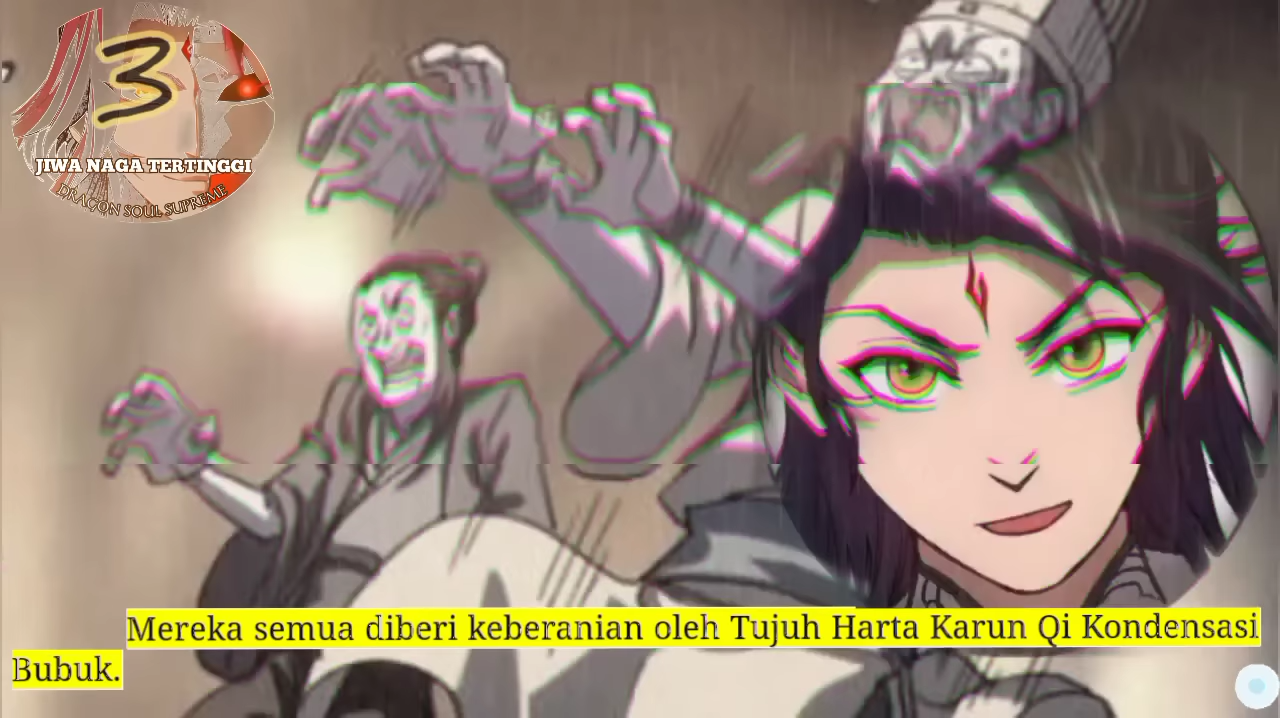 3
JIWA NAGA TERTINGGI
DRAGON SOUL SUPREME
Mereka semua diberi keberanian oleh Tujuh Harta Karun Qi Kondensasi
Bubuk.